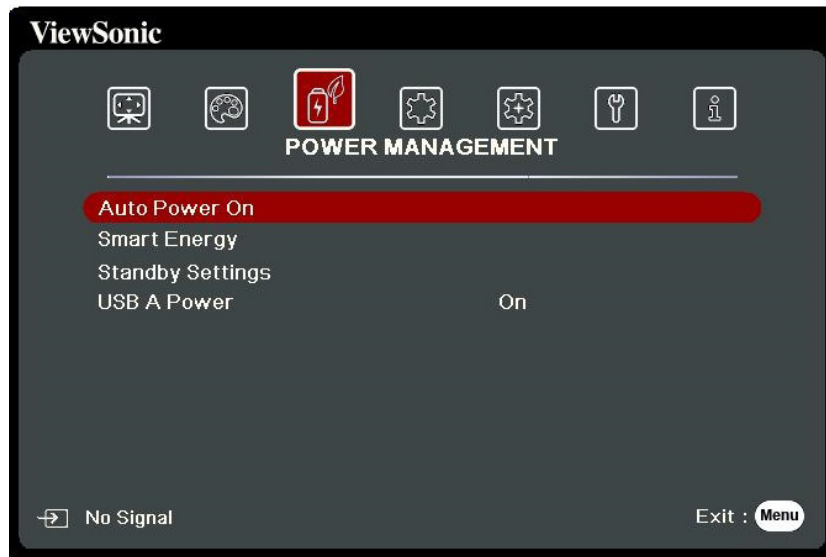 ViewSonic
POWER MANAGEMENT
Auto Power On
Smart Energy
Standby Settings
USB A Power On
No Signal Exit : Menu